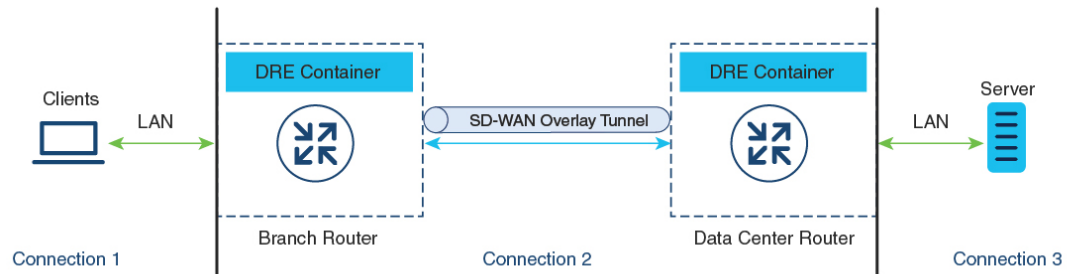 DRE Container
DRE Container
Clients
Server
LAN
SD-WAN Overlay Tunnel
LAN
Branch Router
Data Center Router
Connection 1
Connection 2
Connection 3